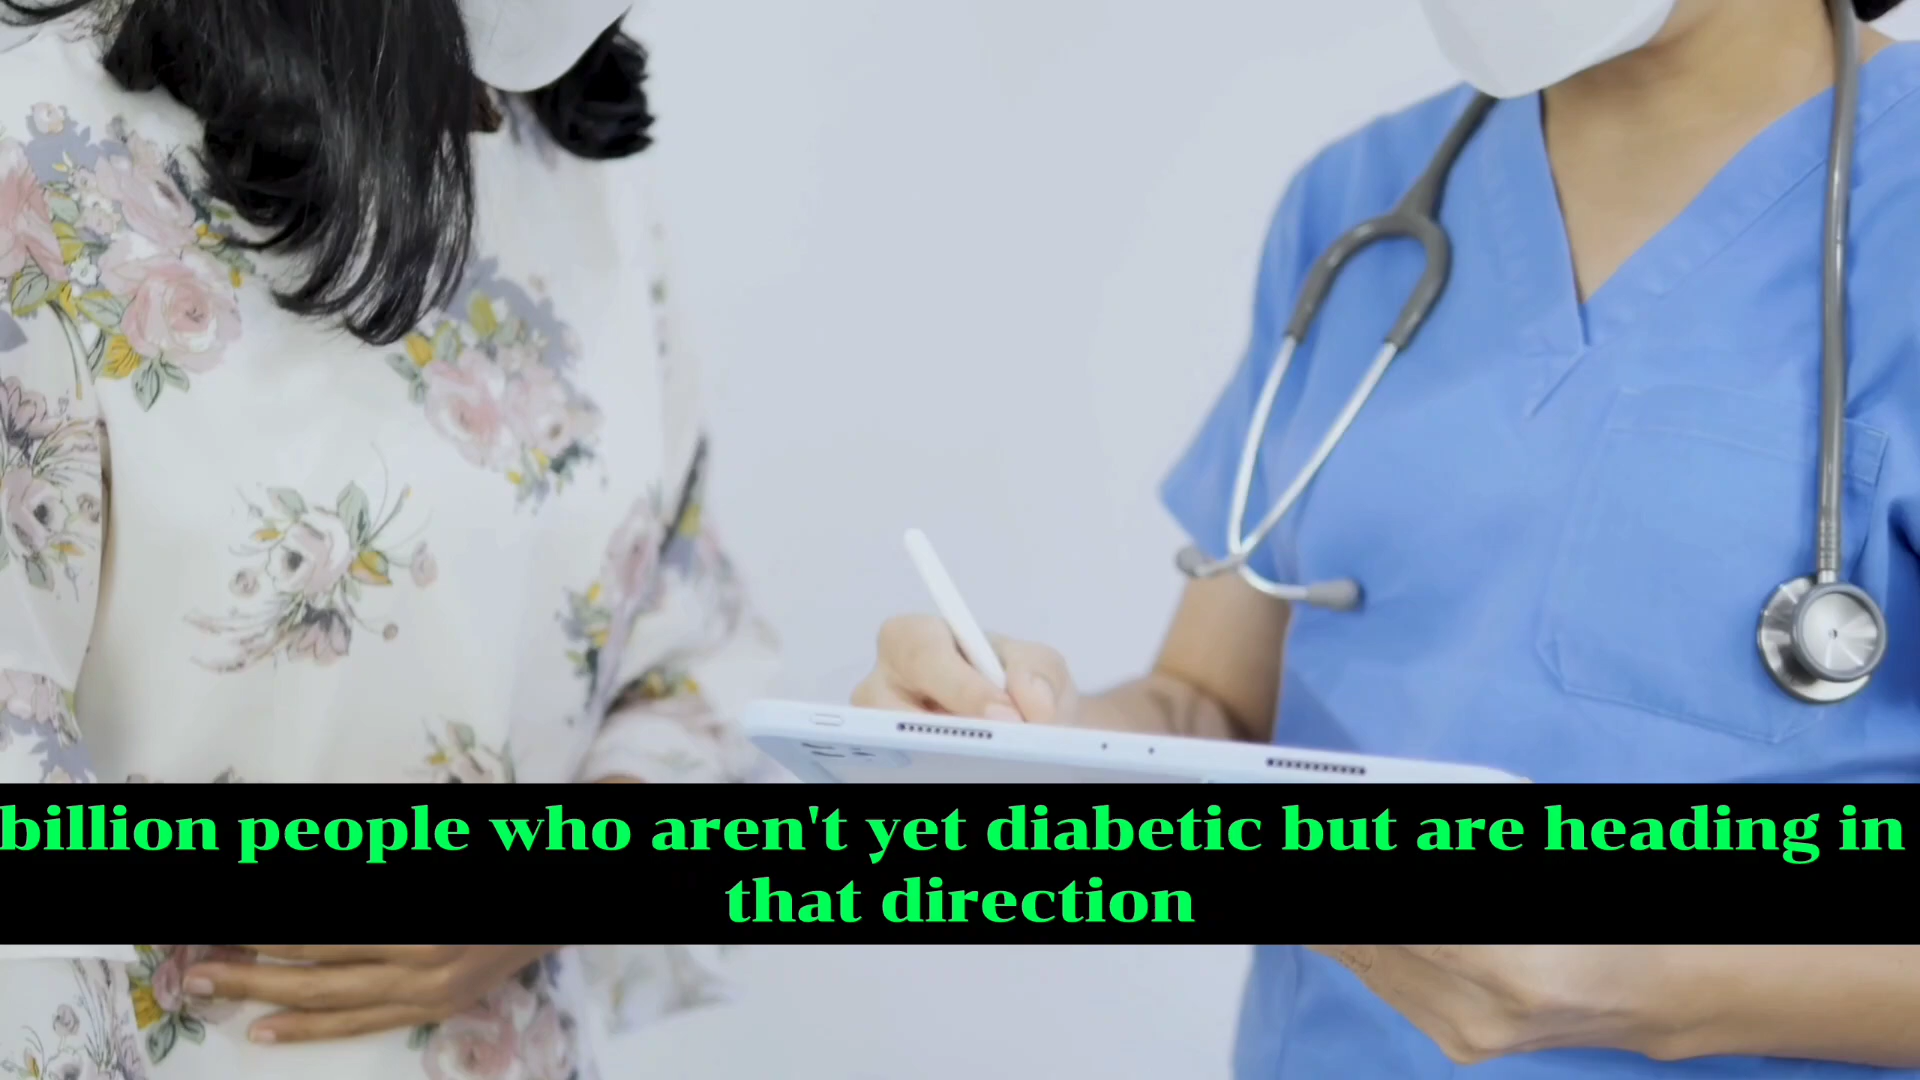 billion people who aren't yet diabetic but are heading in
that direction